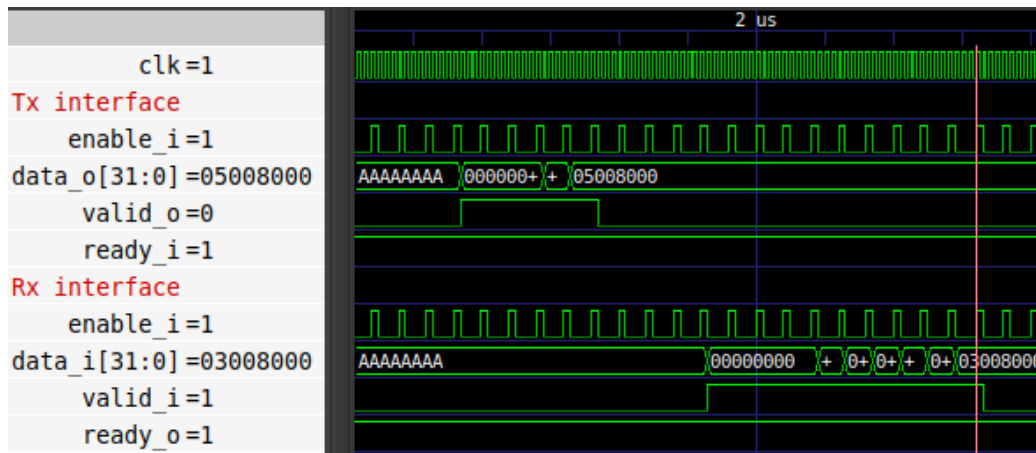 2 us
clk=1
Tx interface
enable_i=1
data_o[31:0]=05008000 AAAAAAAA 000000+ + 05008000
valid_o=0
ready_i=1
Rx interface
enable_i=1
data_i[31:0]=03008000 AAAAAAAA 00000000 + 0+ 0+ + 0+ 03008000
valid_i=1
ready_o=1